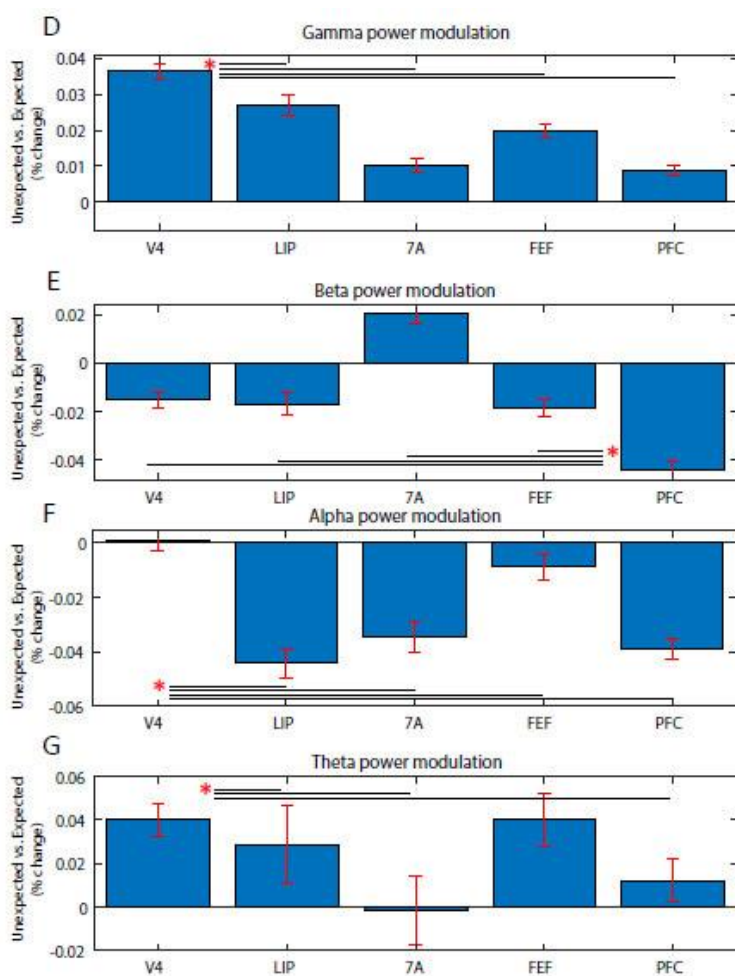 D
Gamma power modulation
Unexpected vs. Expected
(% change)
0.04
0.03
0.02
0.01
0
V4 LIP 7A FEF PFC
*
E
Beta power modulation
Unexpected vs. Expected
(% change)
0.02
0
-0.02
-0.04
V4 LIP 7A FEF PFC
*
F
Alpha power modulation
Unexpected vs. Expected
(% change)
0
-0.02
-0.04
-0.06
V4 LIP 7A FEF PFC
*
G
Theta power modulation
Unexpected vs. Expected
(% change)
0.06
0.04
0.02
0
-0.02
V4 LIP 7A FEF PFC
*